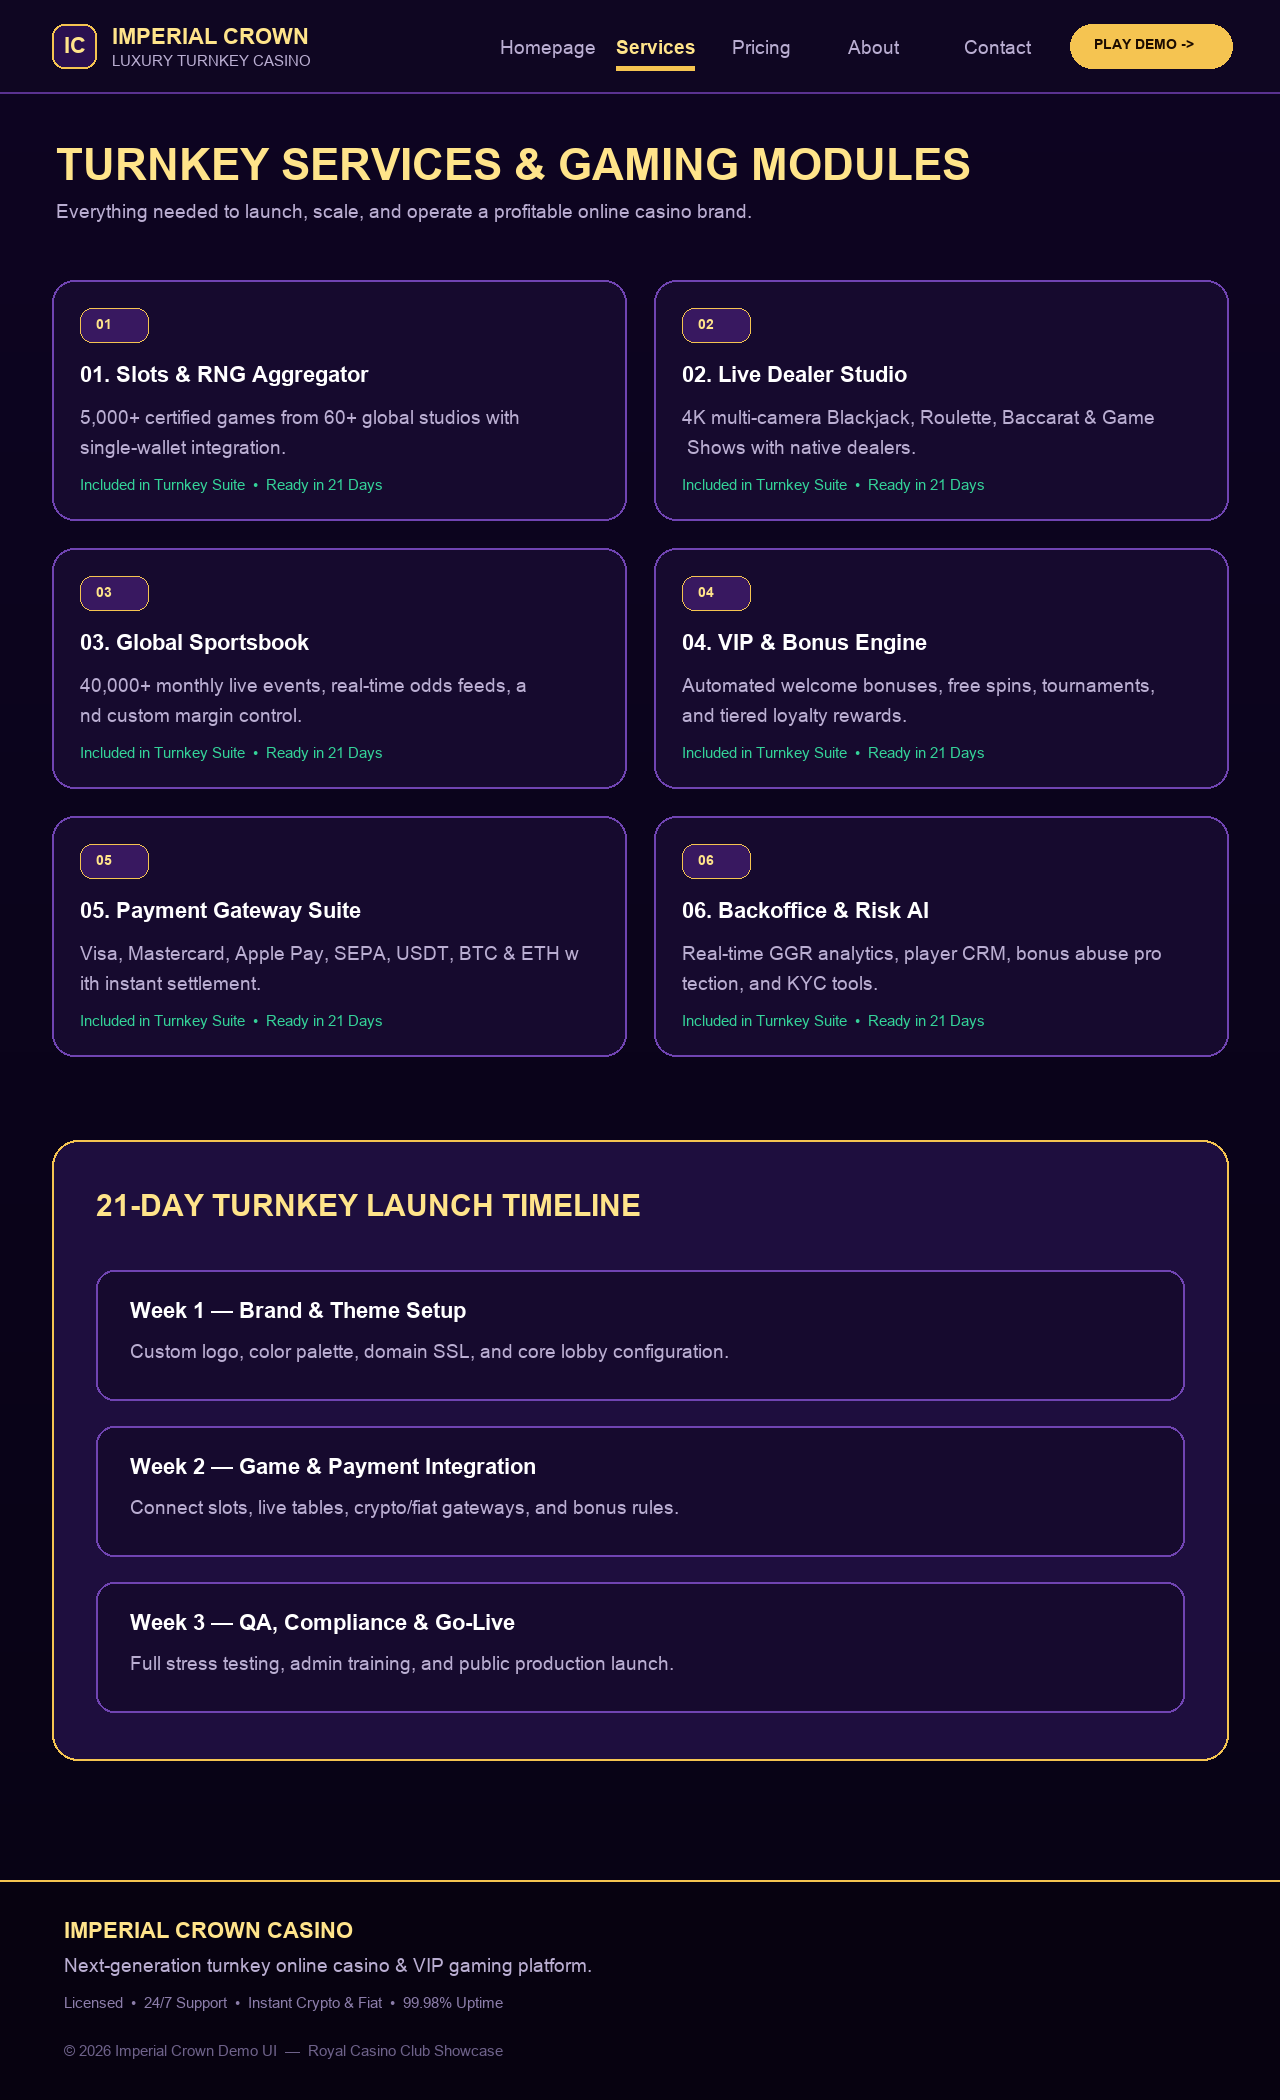 IC
IMPERIAL CROWN
LUXURY TURNKEY CASINO
Homepage Services Pricing About Contact PLAY DEMO ->
TURNKEY SERVICES & GAMING MODULES
Everything needed to launch, scale, and operate a profitable online casino brand.
01
01. Slots & RNG Aggregator
5,000+ certified games from 60+ global studios with
single-wallet integration.
Included in Turnkey Suite • Ready in 21 Days
02
02. Live Dealer Studio
4K multi-camera Blackjack, Roulette, Baccarat & Game
Shows with native dealers.
Included in Turnkey Suite • Ready in 21 Days
03
03. Global Sportsbook
40,000+ monthly live events, real-time odds feeds, a
nd custom margin control.
Included in Turnkey Suite • Ready in 21 Days
04
04. VIP & Bonus Engine
Automated welcome bonuses, free spins, tournaments,
and tiered loyalty rewards.
Included in Turnkey Suite • Ready in 21 Days
05
05. Payment Gateway Suite
Visa, Mastercard, Apple Pay, SEPA, USDT, BTC & ETH w
ith instant settlement.
Included in Turnkey Suite • Ready in 21 Days
06
06. Backoffice & Risk AI
Real-time GGR analytics, player CRM, bonus abuse pro
tection, and KYC tools.
Included in Turnkey Suite • Ready in 21 Days
21-DAY TURNKEY LAUNCH TIMELINE
Week 1 — Brand & Theme Setup
Custom logo, color palette, domain SSL, and core lobby configuration.
Week 2 — Game & Payment Integration
Connect slots, live tables, crypto/fiat gateways, and bonus rules.
Week 3 — QA, Compliance & Go-Live
Full stress testing, admin training, and public production launch.
IMPERIAL CROWN CASINO
Next-generation turnkey online casino & VIP gaming platform.
Licensed • 24/7 Support • Instant Crypto & Fiat • 99.98% Uptime
© 2026 Imperial Crown Demo UI — Royal Casino Club Showcase